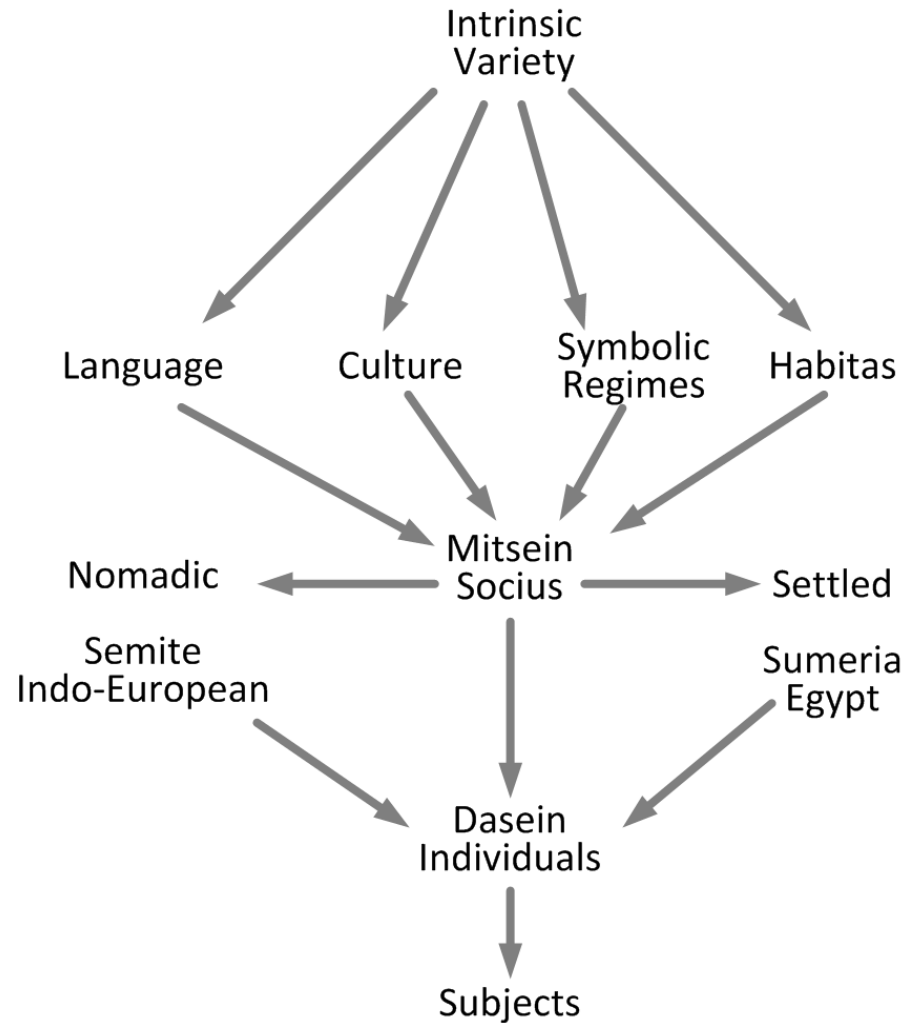 Intrinsic
Variety
Language
Culture
Symbolic
Regimes
Habitas
Mitsein
Socius
Nomadic
Settled
Semite
Indo-European
Sumeria
Egypt
Dasein
Individuals
Subjects